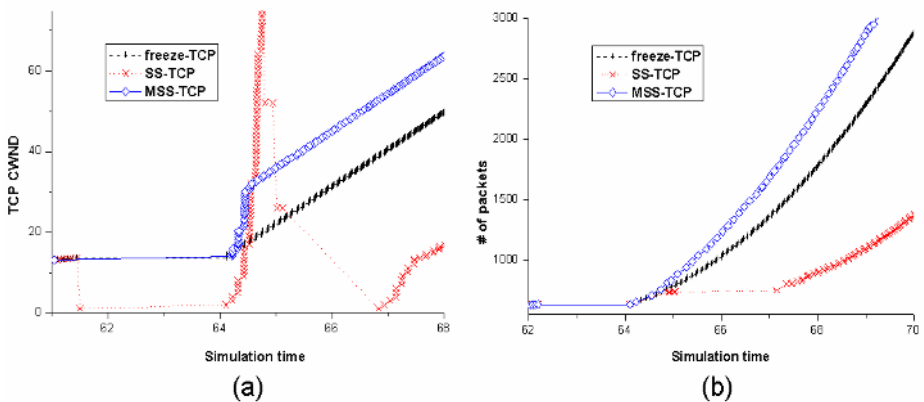 freeze-TCP
SS-TCP
MSS-TCP
TCP CWND
60
40
20
0
62
64
66
68
Simulation time
(a)
freeze-TCP
SS-TCP
MSS-TCP
# of packets
3000
2500
2000
1500
1000
62
64
66
68
70
Simulation time
(b)